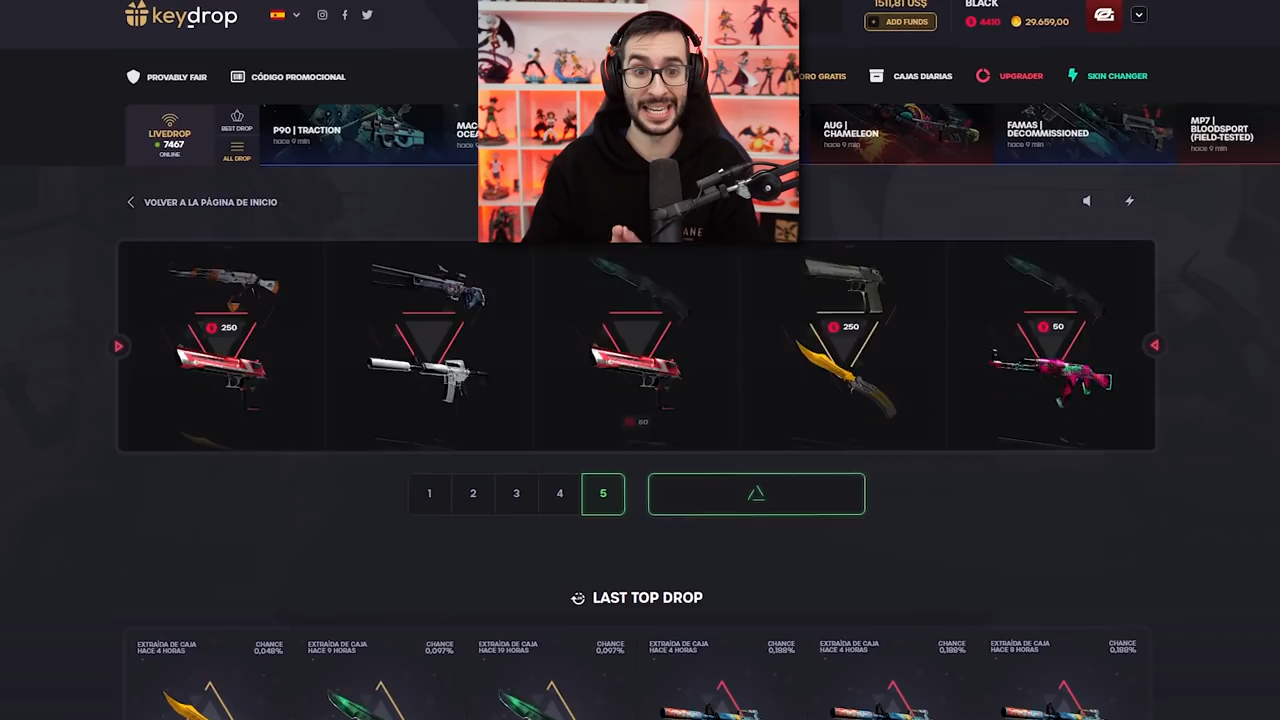 keydrop
1511,81 US$
ADD FUNDS
BLACK
4410
29.659,00
PROVABLY FAIR
CÓDIGO PROMOCIONAL
ORO GRATIS
CAJAS DIARIAS
UPGRADER
SKIN CHANGER
LIVEDROP
7467
ONLINE
BEST DROP
ALL DROP
P90 | TRACTION
hace 9 min
MAC
OCEA
hace 9
AUG |
CHAMELEON
hace 9 min
FAMAS |
DECOMMISSIONED
hace 9 min
MP7 |
BLOODSPORT
(FIELD-TESTED)
hace 9 min
VOLVER A LA PÁGINA DE INICIO
250
250
50
50
1
2
3
4
5
LAST TOP DROP
EXTRAÍDA DE CAJA
HACE 4 HORAS
CHANCE
0,048%
EXTRAÍDA DE CAJA
HACE 9 HORAS
CHANCE
0,097%
EXTRAÍDA DE CAJA
HACE 19 HORAS
CHANCE
0,097%
EXTRAÍDA DE CAJA
HACE 4 HORAS
CHANCE
0,188%
EXTRAÍDA DE CAJA
HACE 4 HORAS
CHANCE
0,188%
EXTRAÍDA DE CAJA
HACE 8 HORAS
CHANCE
0,188%